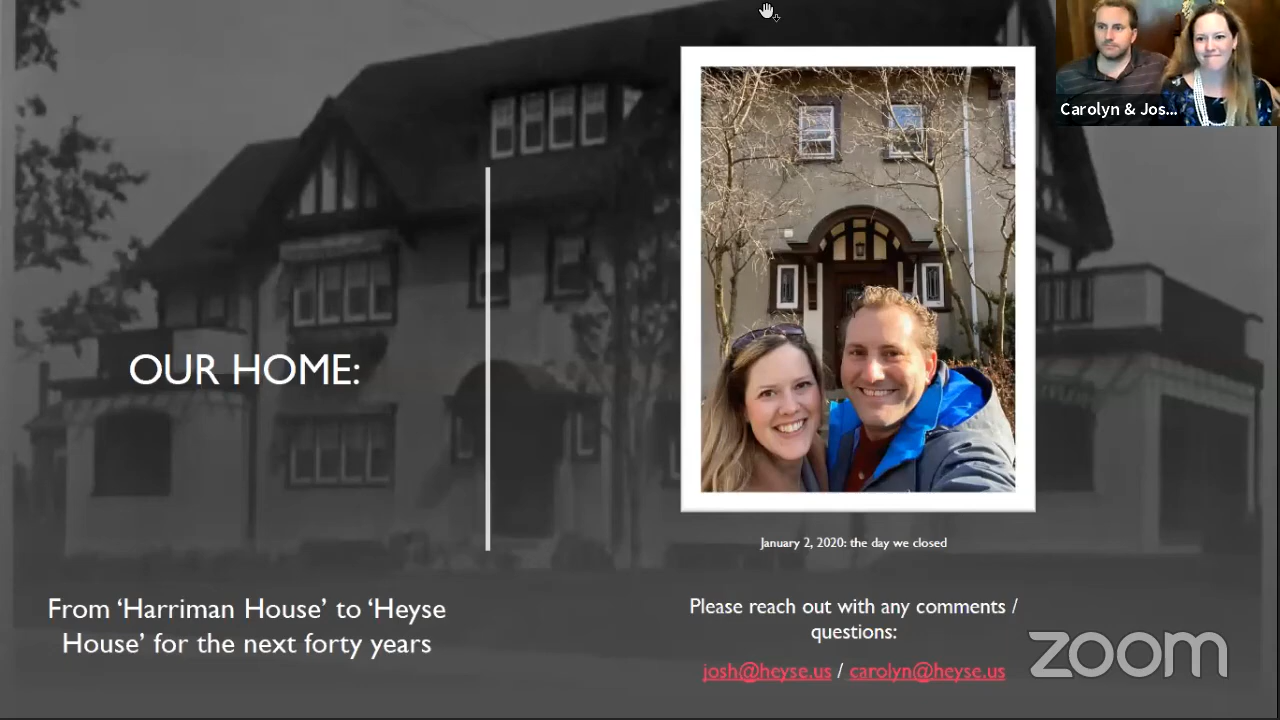 Carolyn & Jos...
OUR HOME:
January 2, 2020: the day we closed
From ‘Harriman House’ to ‘Heyse
House’ for the next forty years
Please reach out with any comments /
questions:
josh@heyse.us / carolyn@heyse.us
zoom